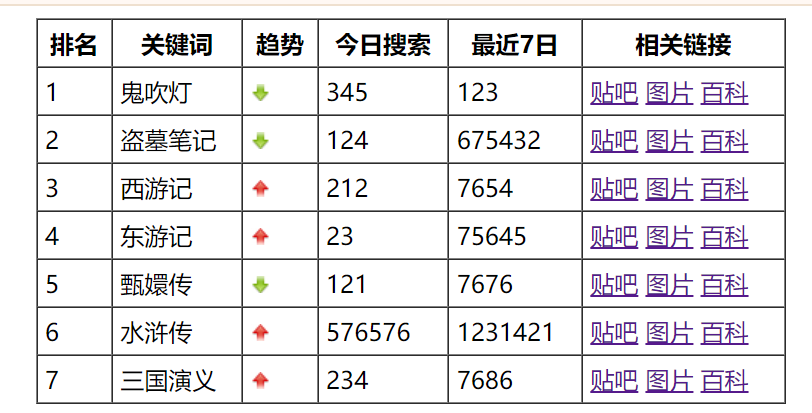 排名 关键词 趋势 今日搜索 最近7日 相关链接
1 鬼吹灯 345 123 贴吧 图片 百科
2 盗墓笔记 124 675432 贴吧 图片 百科
3 西游记 212 7654 贴吧 图片 百科
4 东游记 23 75645 贴吧 图片 百科
5 甄嬛传 121 7676 贴吧 图片 百科
6 水浒传 576576 1231421 贴吧 图片 百科
7 三国演义 234 7686 贴吧 图片 百科